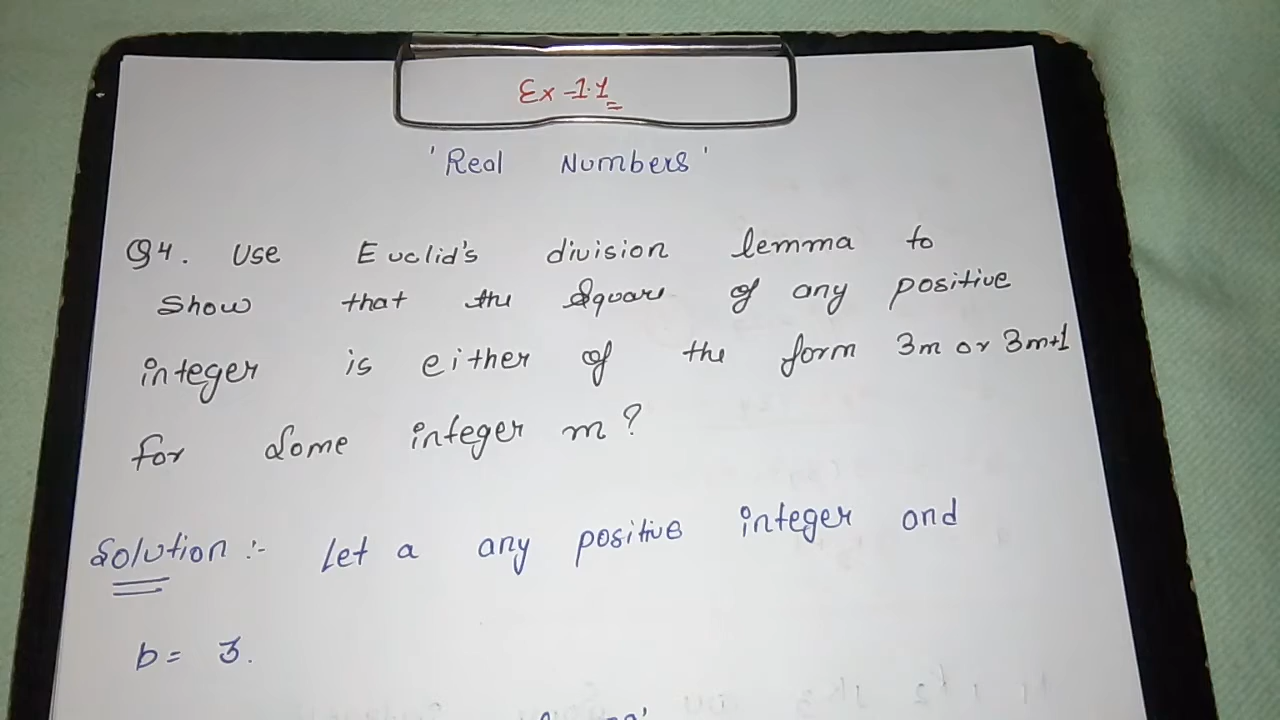 Ex-1.1
'Real Numbers'
Q4. Use Euclid's division lemma to
Show that the Square of any positive
integer is either of the form 3m or 3m+1
for Some integer m?
Solution :- Let a any positive integer and
b = 3.